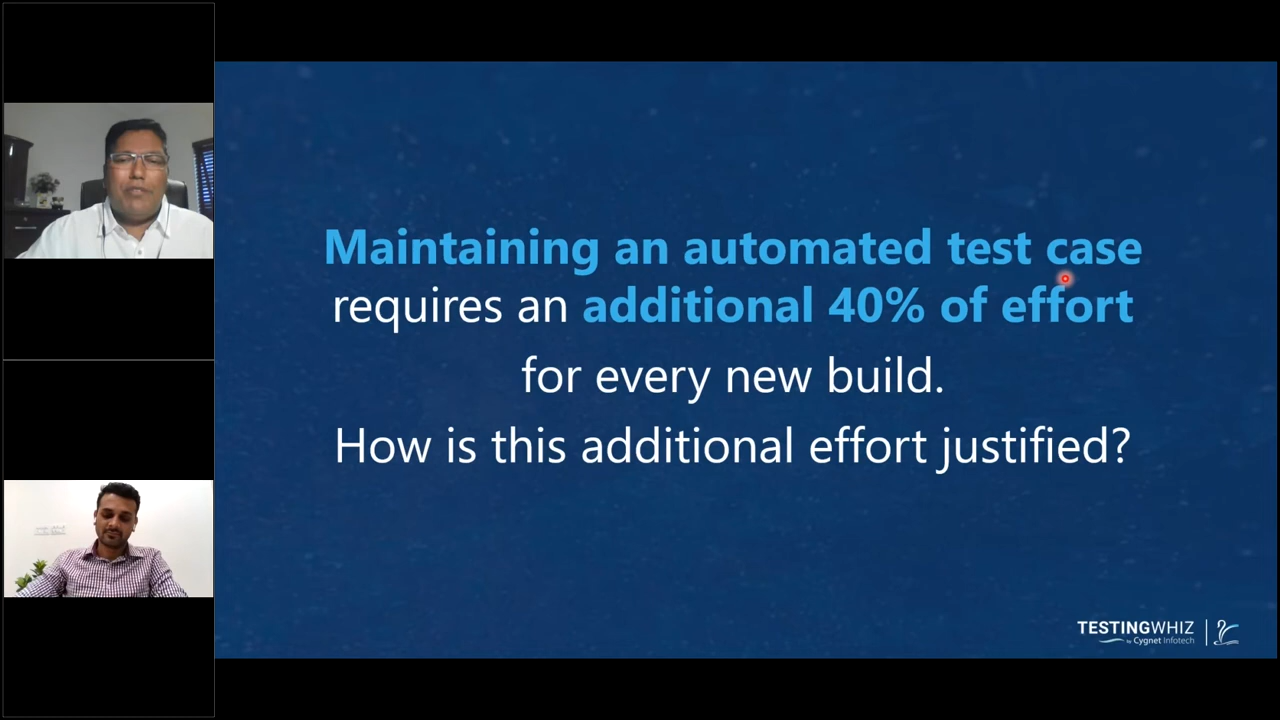 Maintaining an automated test case
requires an additional 40% of effort
for every new build.
How is this additional effort justified?
TESTINGWHIZ
by Cygnet Infotech